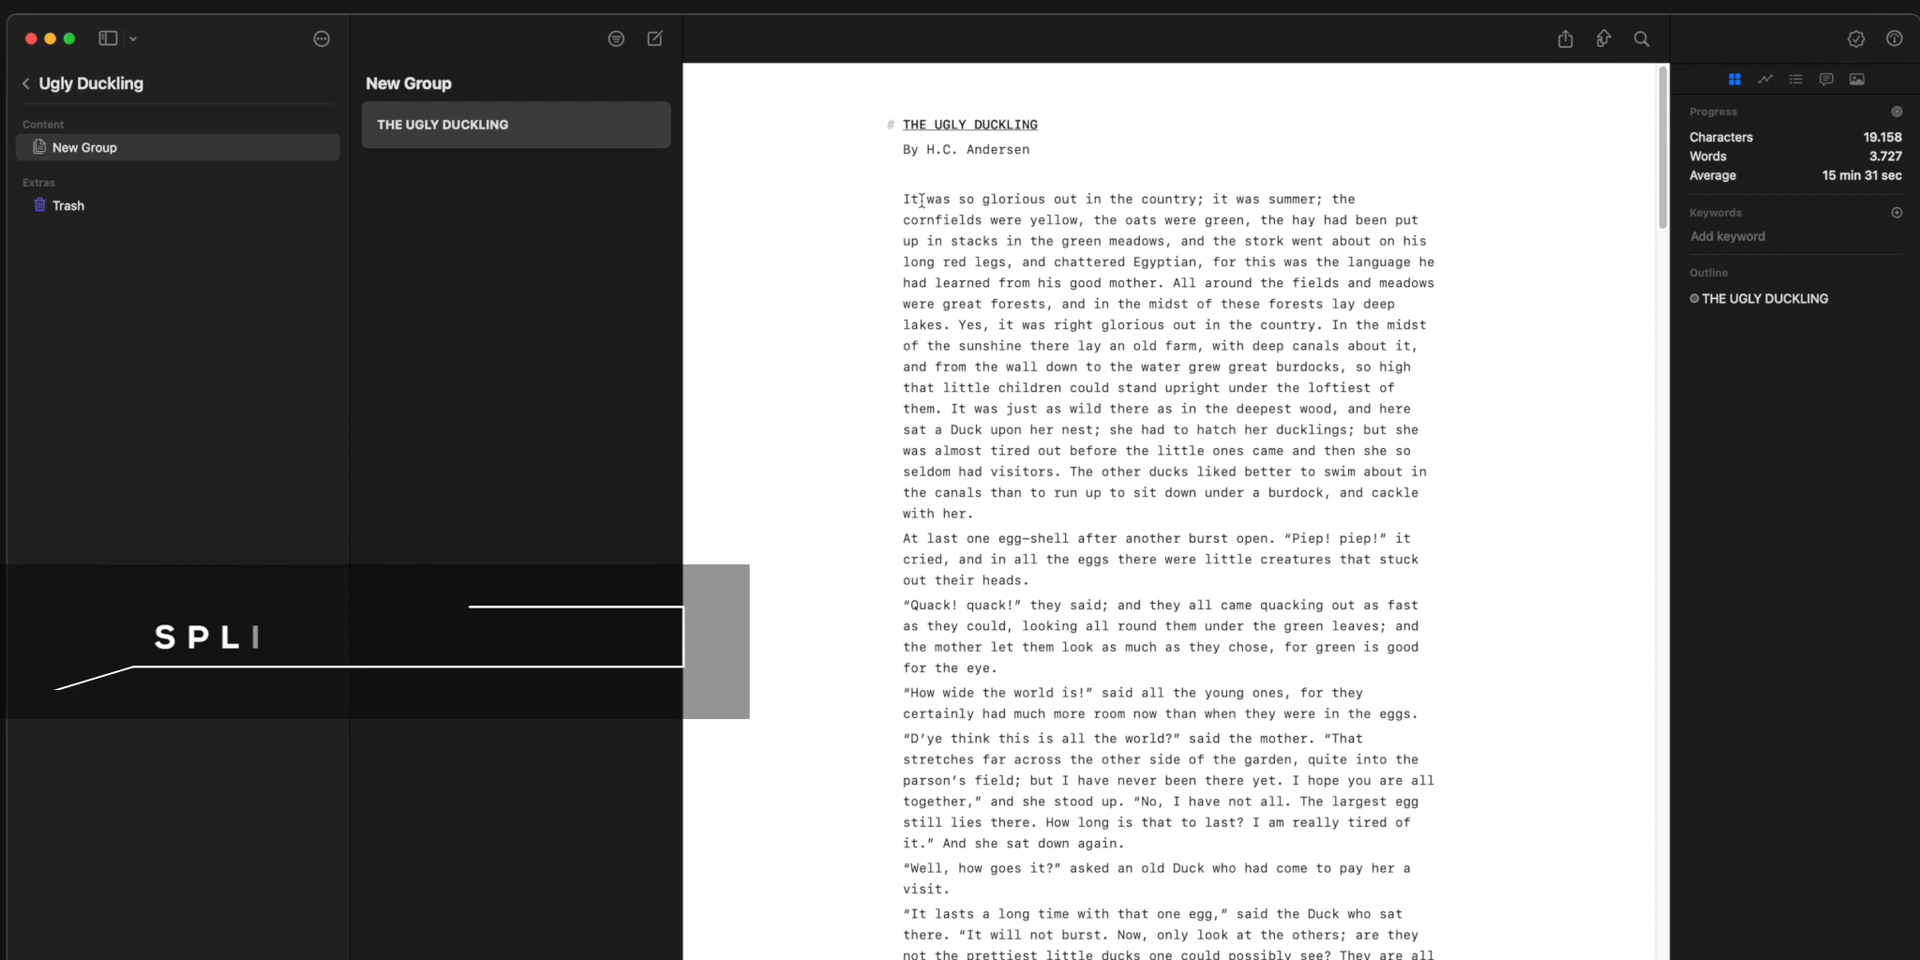 Ugly Duckling
Content
New Group
Extras
Trash
New Group
THE UGLY DUCKLING
SPLI
# THE UGLY DUCKLING
By H.C. Andersen
It was so glorious out in the country; it was summer; the
cornfields were yellow, the oats were green, the hay had been put
up in stacks in the green meadows, and the stork went about on his
long red legs, and chattered Egyptian, for this was the language he
had learned from his good mother. All around the fields and meadows
were great forests, and in the midst of these forests lay deep
lakes. Yes, it was right glorious out in the country. In the midst
of the sunshine there lay an old farm, with deep canals about it,
and from the wall down to the water grew great burdocks, so high
that little children could stand upright under the loftiest of
them. It was just as wild there as in the deepest wood, and here
sat a Duck upon her nest; she had to hatch her ducklings; but she
was almost tired out before the little ones came and then she so
seldom had visitors. The other ducks liked better to swim about in
the canals than to run up to sit down under a burdock, and cackle
with her.
At last one egg-shell after another burst open. “Piep! piep!” it
cried, and in all the eggs there were little creatures that stuck
out their heads.
“Quack! quack!” they said; and they all came quacking out as fast
as they could, looking all round them under the green leaves; and
the mother let them look as much as they chose, for green is good
for the eye.
“How wide the world is!” said all the young ones, for they
certainly had much more room now than when they were in the eggs.
“D’ye think this is all the world?” said the mother. “That
stretches far across the other side of the garden, quite into the
parson’s field; but I have never been there yet. I hope you are all
together,” and she stood up. “No, I have not all. The largest egg
still lies there. How long is that to last? I am really tired of
it.” And she sat down again.
“Well, how goes it?” asked an old Duck who had come to pay her a
visit.
“It lasts a long time with that one egg,” said the Duck who sat
there. “It will not burst. Now, only look at the others; are they
not the prettiest little ducks one could possibly see? They are all
Progress
Characters 19.158
Words 3.727
Average 15 min 31 sec
Keywords
Add keyword
Outline
THE UGLY DUCKLING